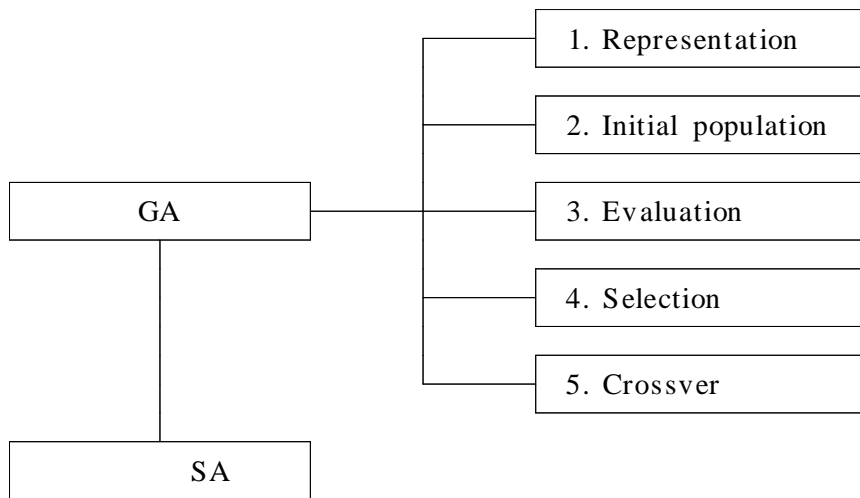 1. Representation
2. Initial population
GA
3. Evaluation
4. Selection
5. Crossver
SA